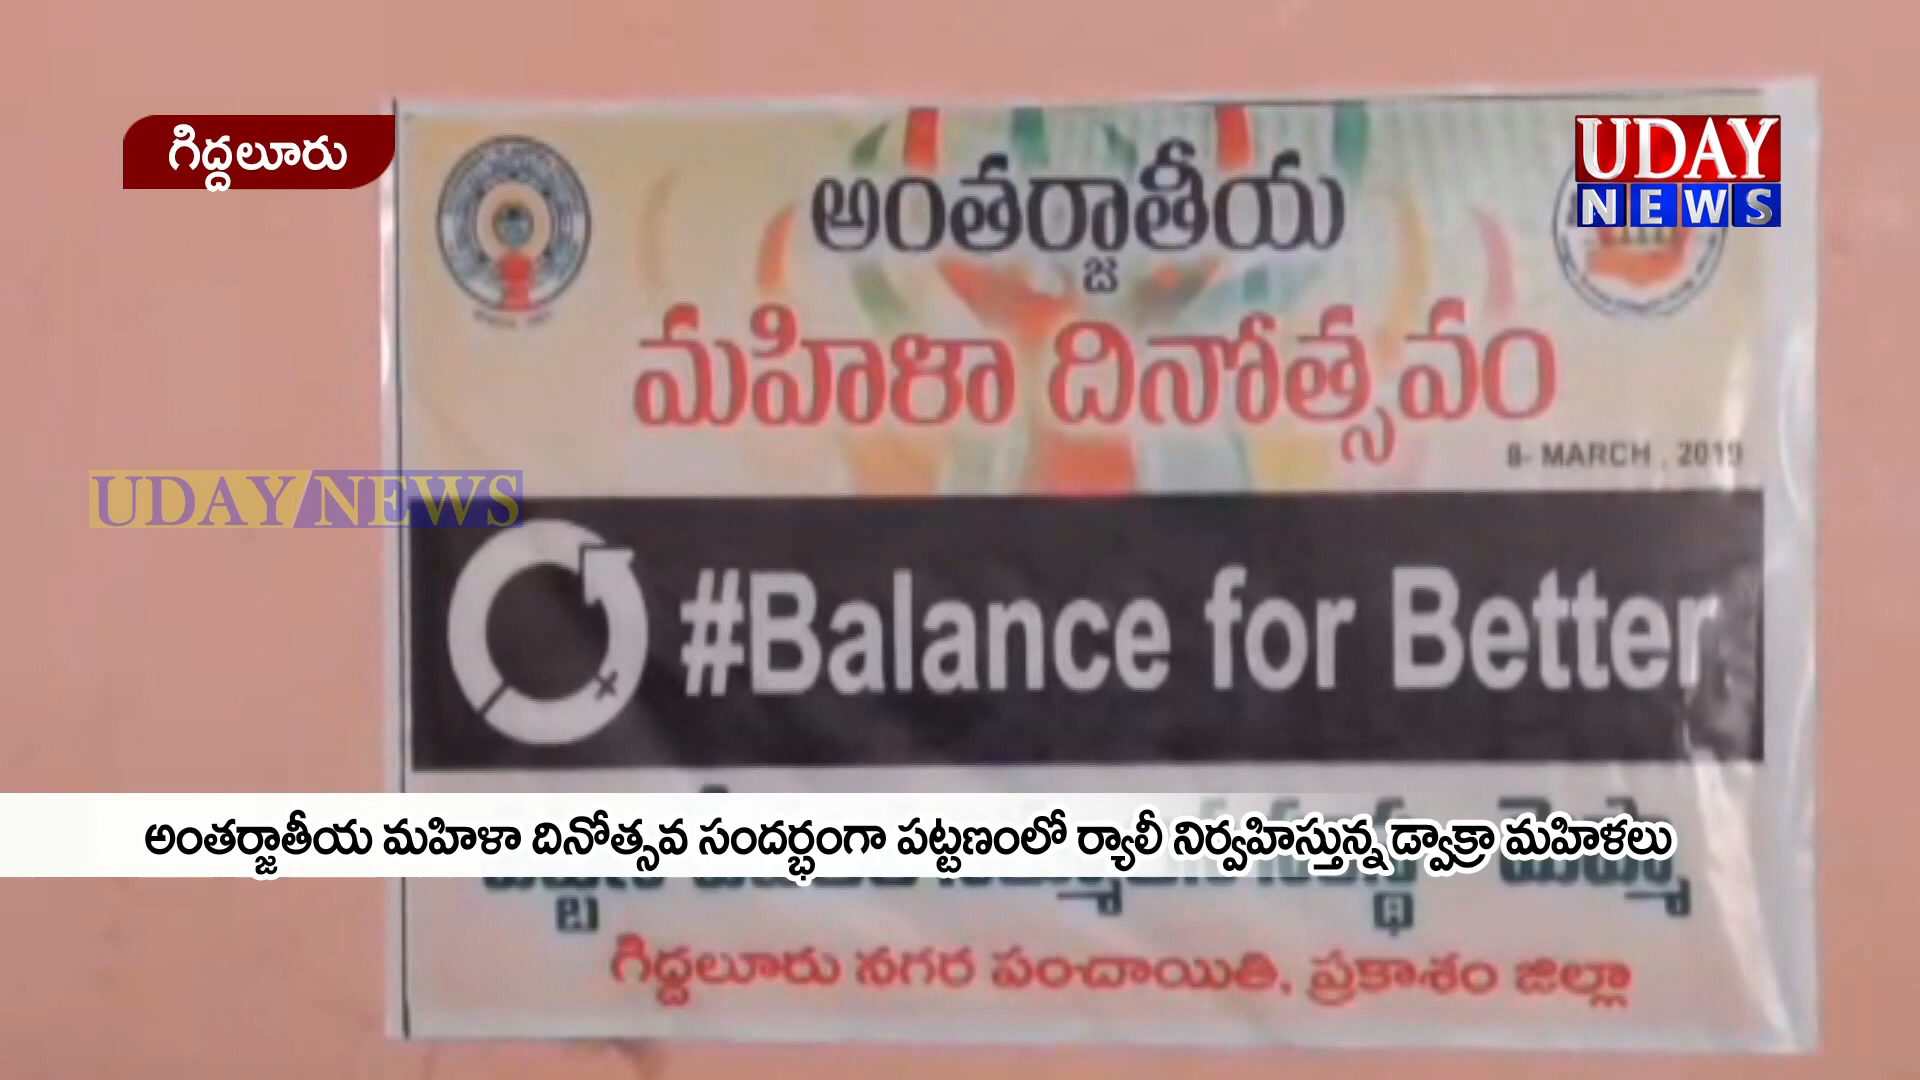 గిద్దలూరు
UDAY
NEWS
అంతర్జాతీయ
మహిళా దినోత్సవం
8- MARCH, 2019
UDAY NEWS
#Balance for Better
అంతర్జాతీయ మహిళా దినోత్సవ సందర్భంగా పట్టణంలో ర్యాలీ నిర్వహిస్తున్న డ్వాక్రా మహిళలు
గిద్దలూరు నగర పంచాయితి, ప్రకాశం జిల్లా